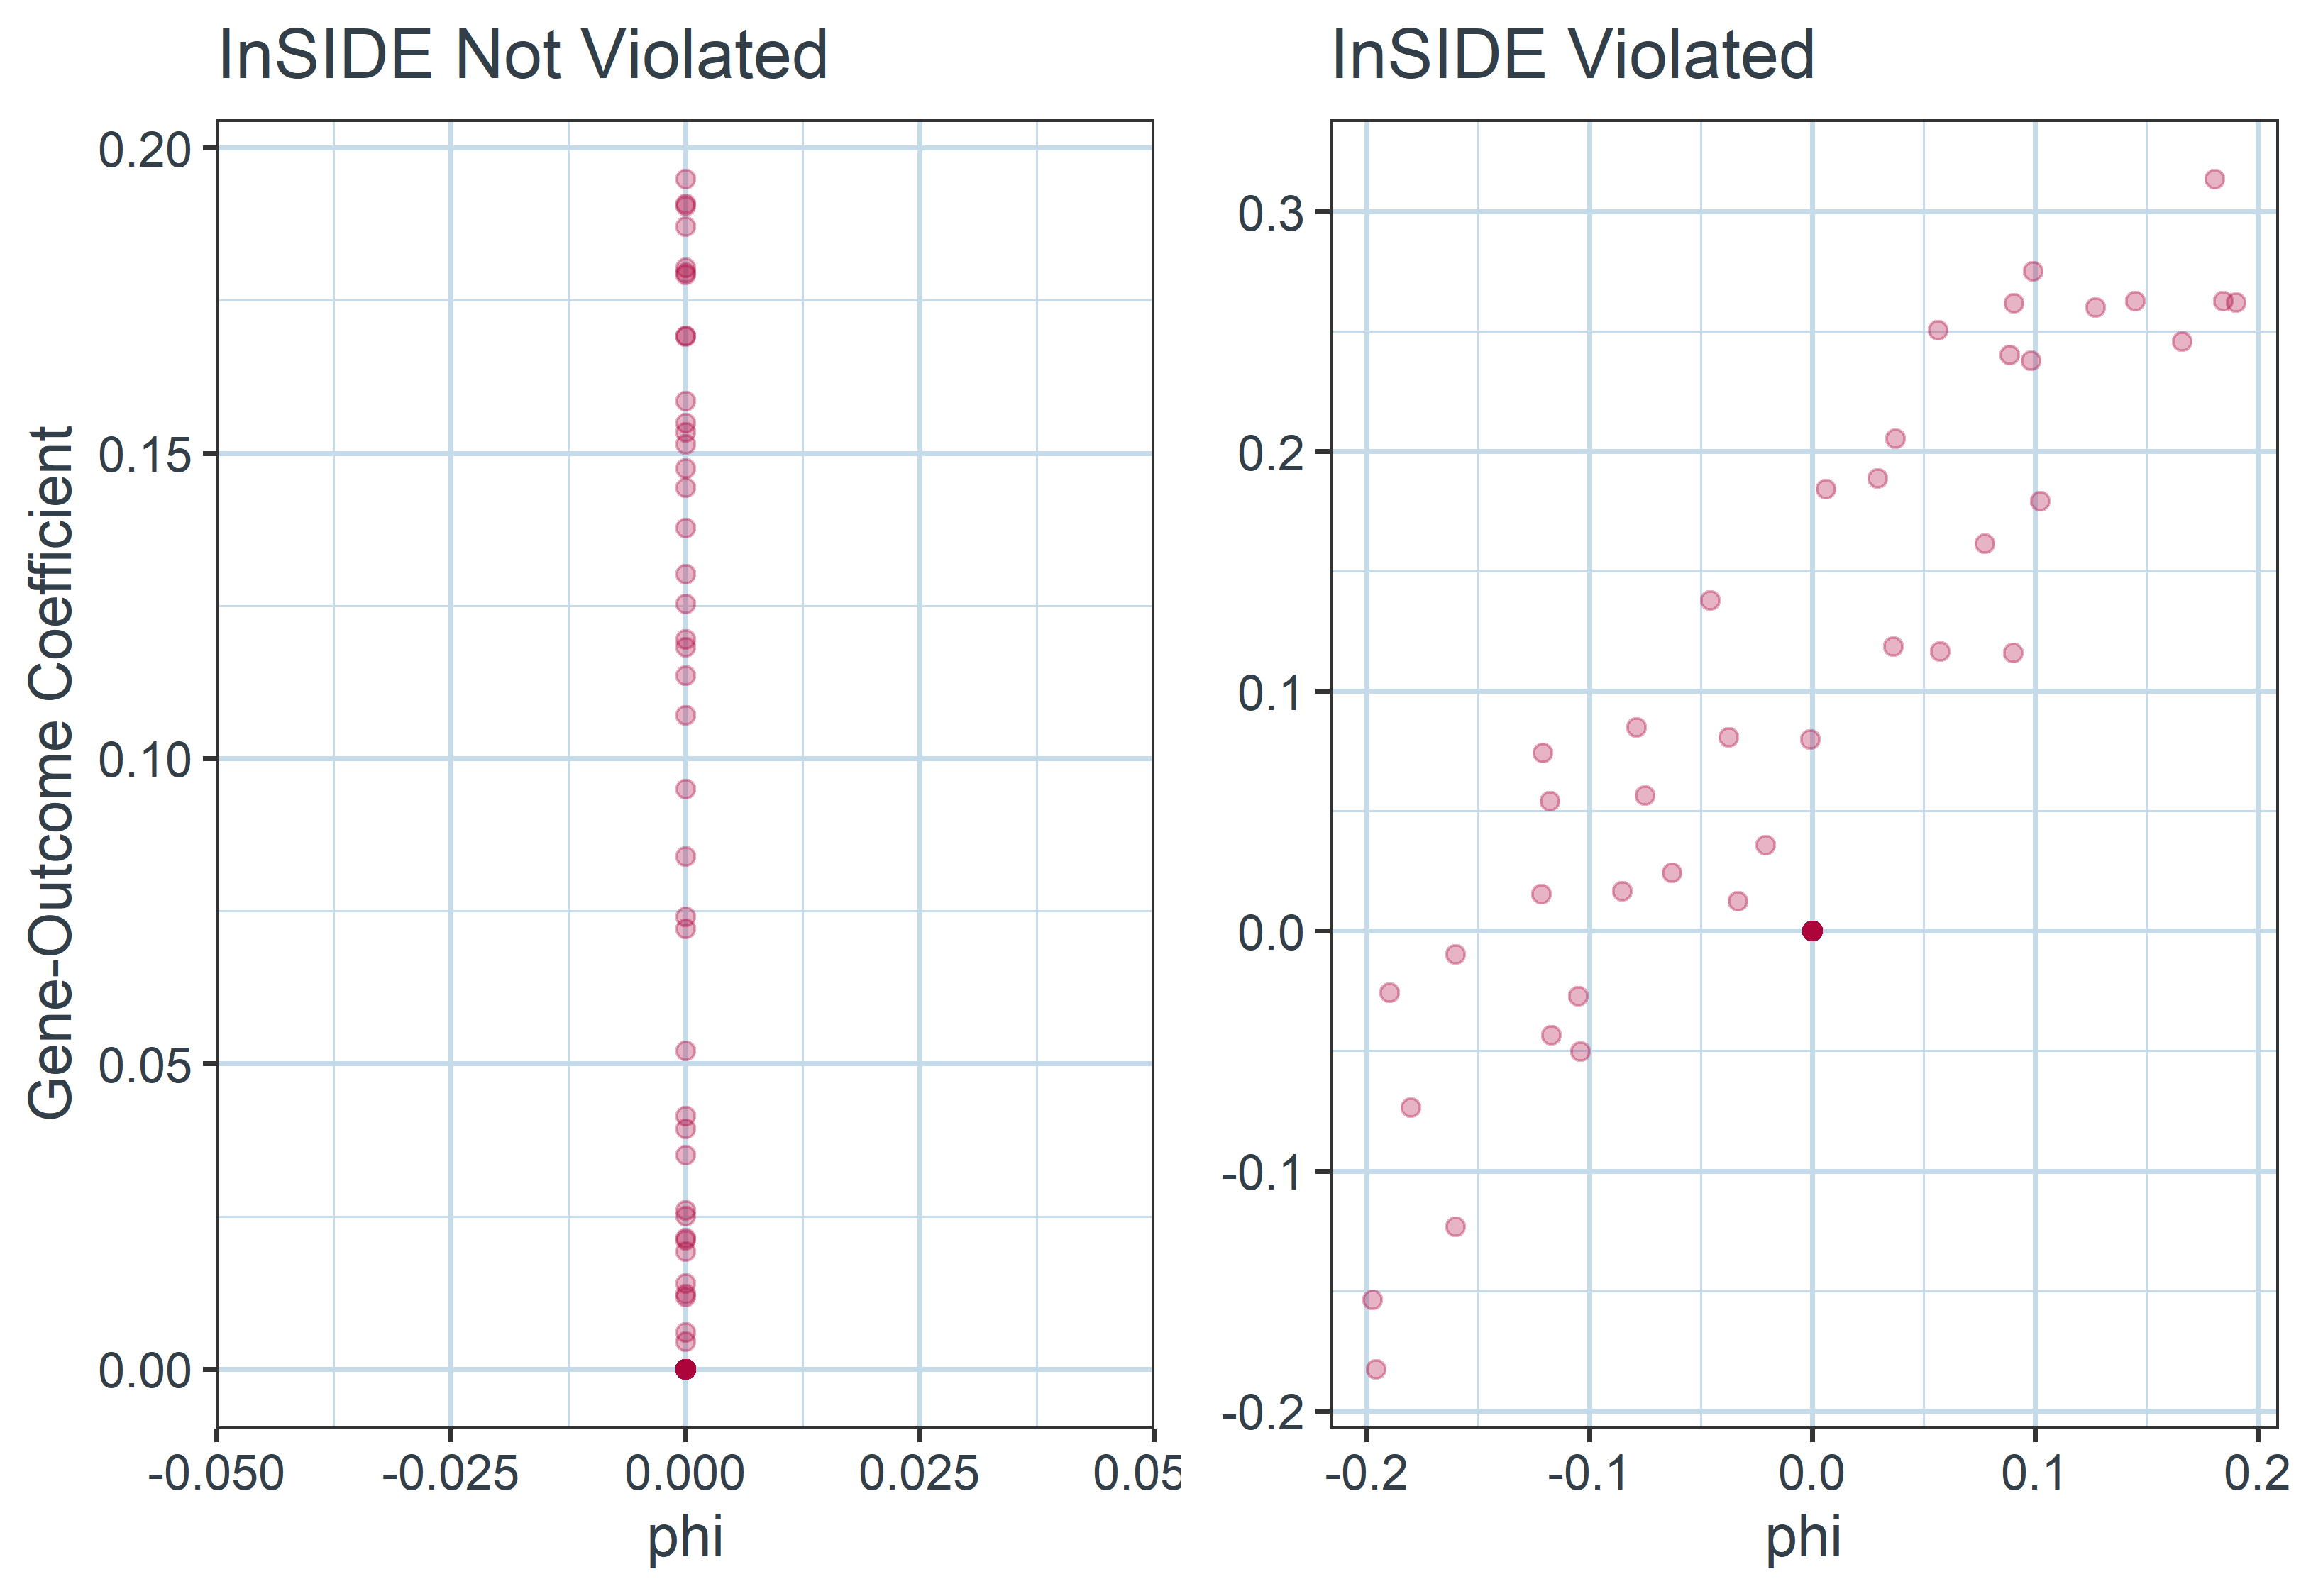 InSIDE Not Violated
InSIDE Violated
Gene-Outcome Coefficient
0.20
0.15
0.10
0.05
0.00
-0.050 -0.025 0.000 0.025 0.05
phi
0.3
0.2
0.1
0.0
-0.1
-0.2
-0.2 -0.1 0.0 0.1 0.2
phi